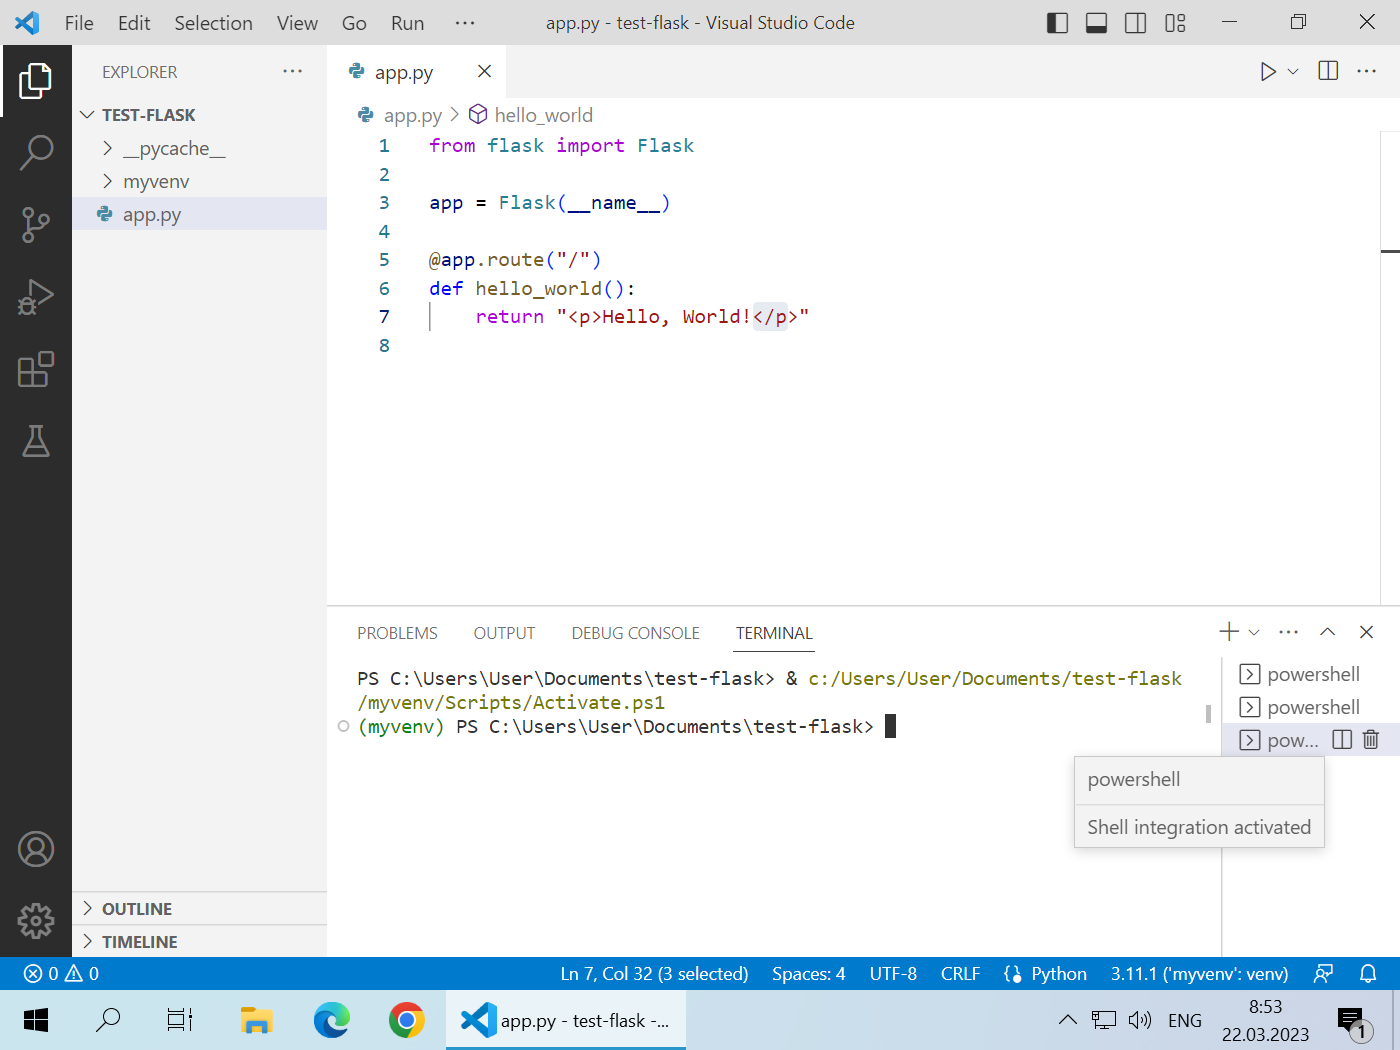 File Edit Selection View Go Run ··· app.py - test-flask - Visual Studio Code
EXPLORER ···
TEST-FLASK
__pycache__
myvenv
app.py
OUTLINE
TIMELINE
app.py
app.py > hello_world
1 from flask import Flask
2
3 app = Flask(__name__)
4
5 @app.route("/")
6 def hello_world():
7 return "<p>Hello, World!</p>"
8
PROBLEMS OUTPUT DEBUG CONSOLE TERMINAL
PS C:\Users\User\Documents\test-flask> & c:/Users/User/Documents/test-flask
/myvenv/Scripts/Activate.ps1
(myvenv) PS C:\Users\User\Documents\test-flask>
powershell
powershell
pow...
powershell
Shell integration activated
0 0 Ln 7, Col 32 (3 selected) Spaces: 4 UTF-8 CRLF Python 3.11.1 ('myvenv': venv)
app.py - test-flask -... ENG 8:53
22.03.2023
1